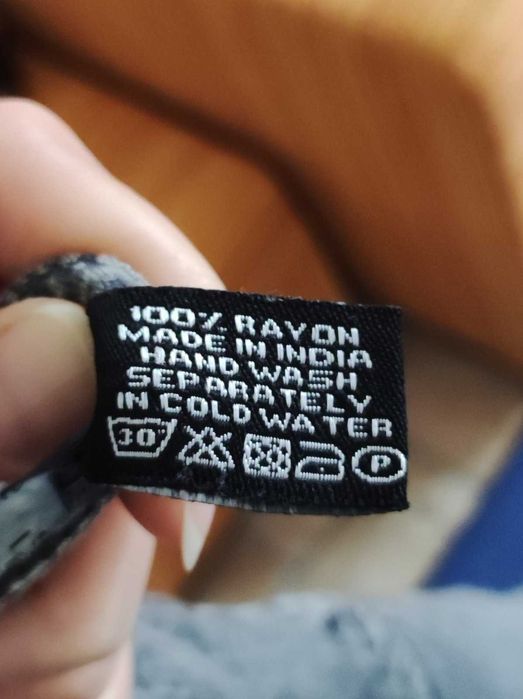 100% RAYON
MADE IN INDIA
HAND WASH
SEPARATELY
IN COLD WATER
30° P